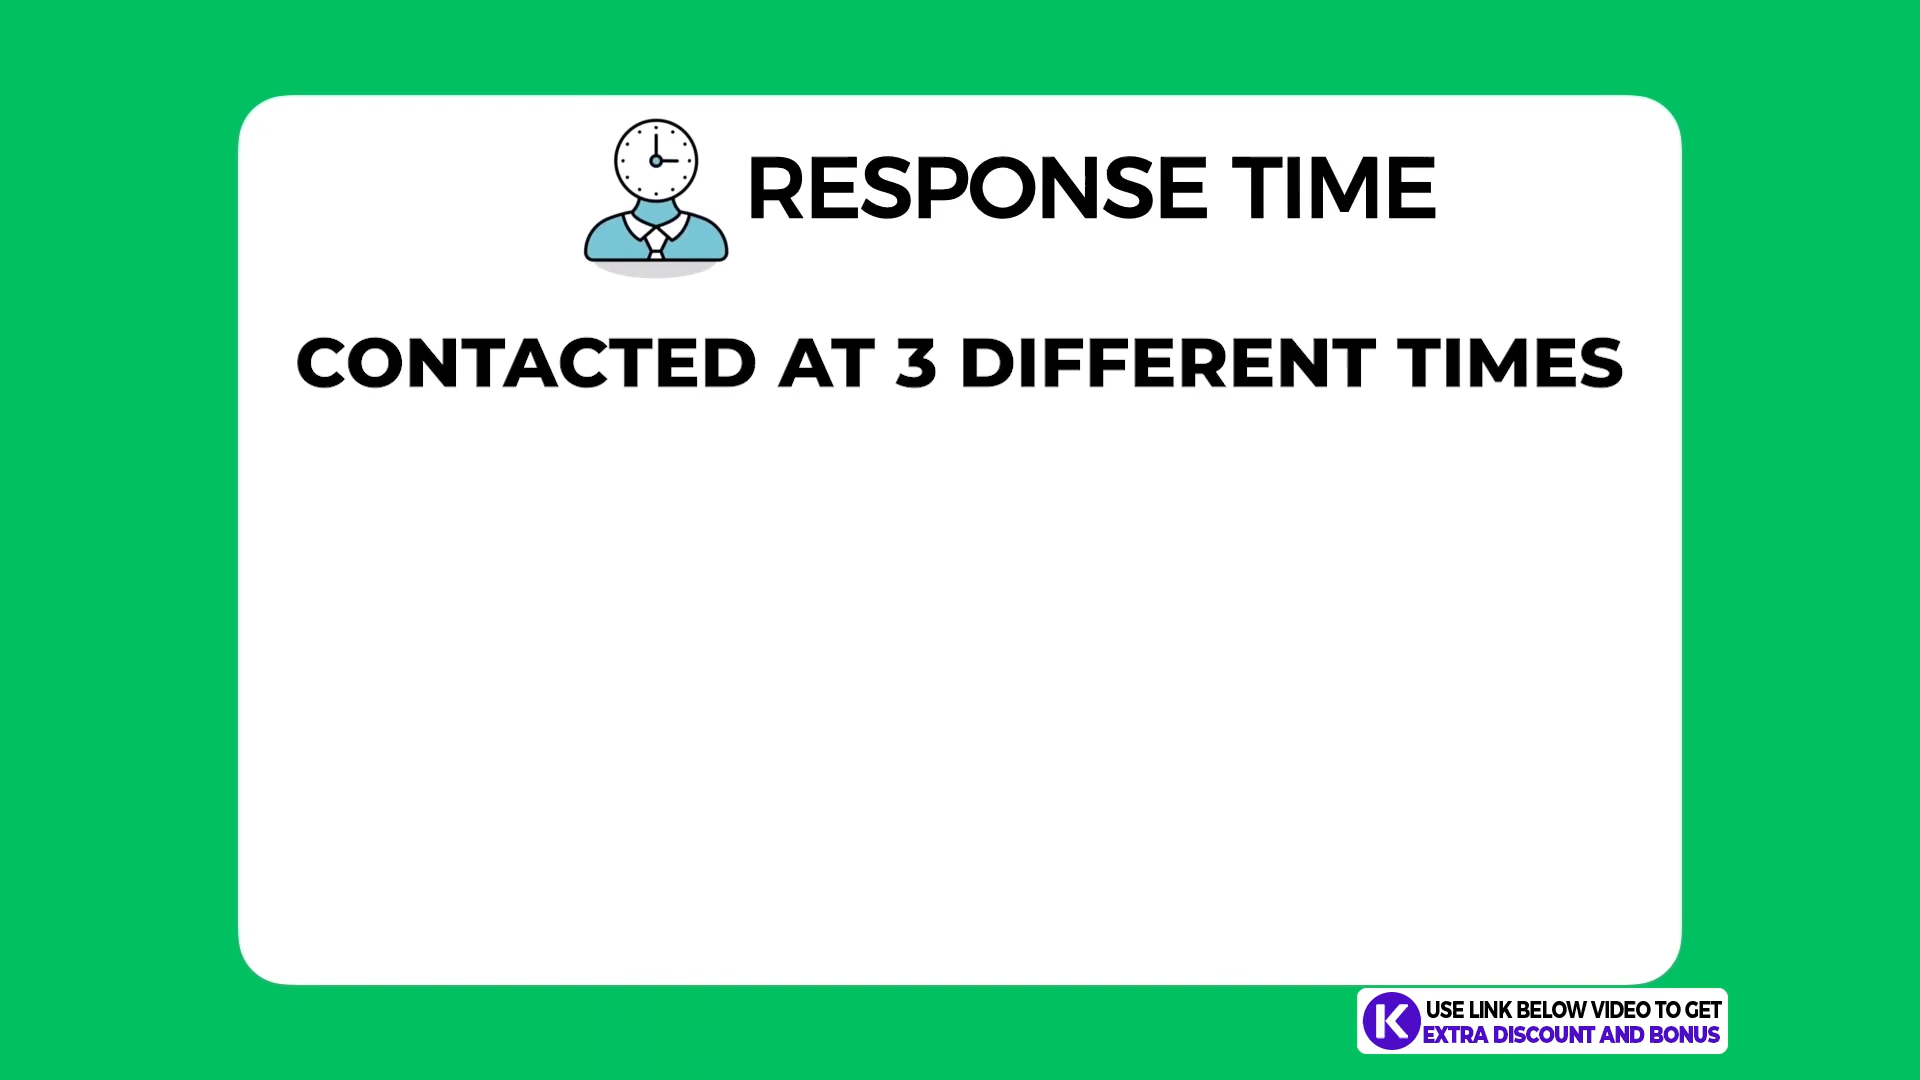 RESPONSE TIME
CONTACTED AT 3 DIFFERENT TIMES
K
USE LINK BELOW VIDEO TO GET
EXTRA DISCOUNT AND BONUS